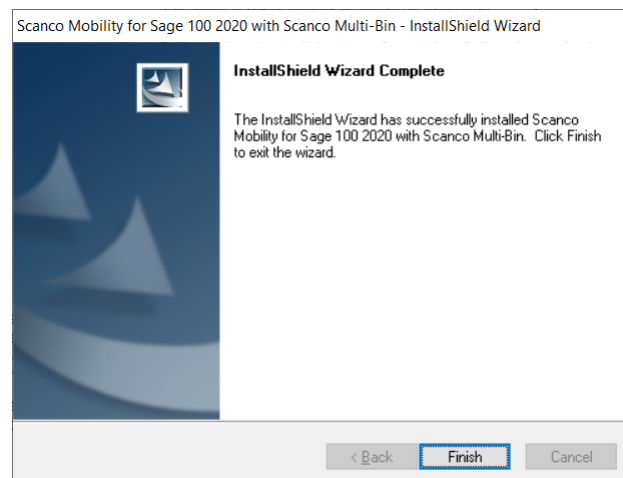 Scanco Mobility for Sage 100 2020 with Scanco Multi-Bin - InstallShield Wizard
InstallShield Wizard Complete
The InstallShield Wizard has successfully installed Scanco
Mobility for Sage 100 2020 with Scanco Multi-Bin. Click Finish
to exit the wizard.
< Back Finish Cancel